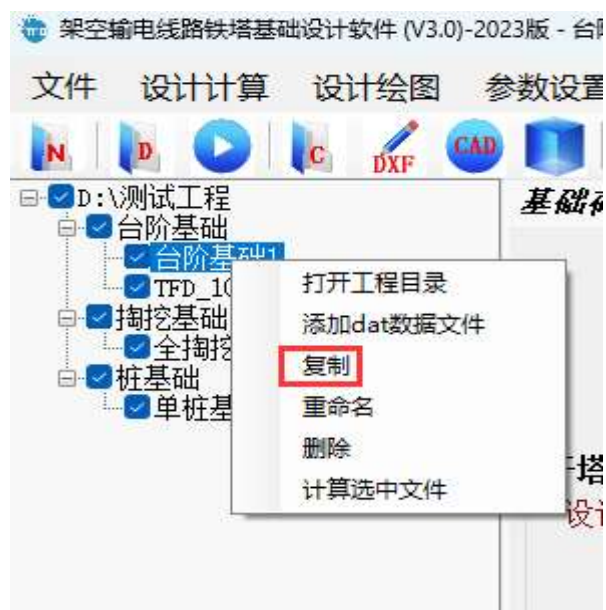 架空输电线路铁塔基础设计软件 (V3.0)-2023版 - 台
文件 设计计算 设计绘图 参数设置
N D C DXF CAD
D:\测试工程
基础
台阶基础
台阶基础1
TFD_10
掏挖基础
全掏挖
桩基础
单桩基
打开工程目录
添加dat数据文件
复制
重命名
删除
计算选中文件
塔
设